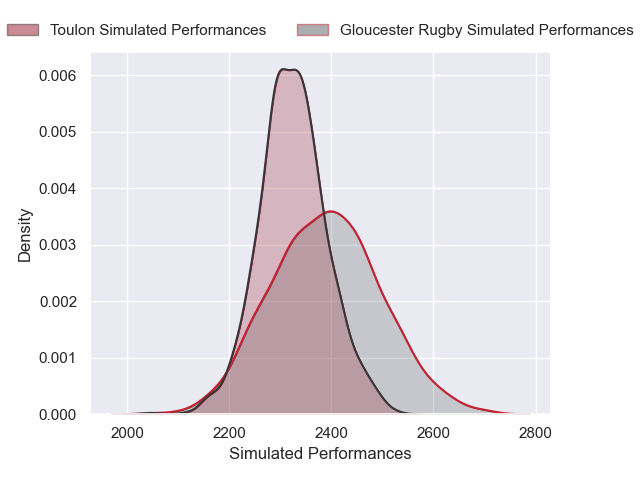 Toulon Simulated Performances
Gloucester Rugby Simulated Performances
0.006
0.005
0.004
0.003
0.002
0.001
0.000
Density
2000 2200 2400 2600 2800
Simulated Performances